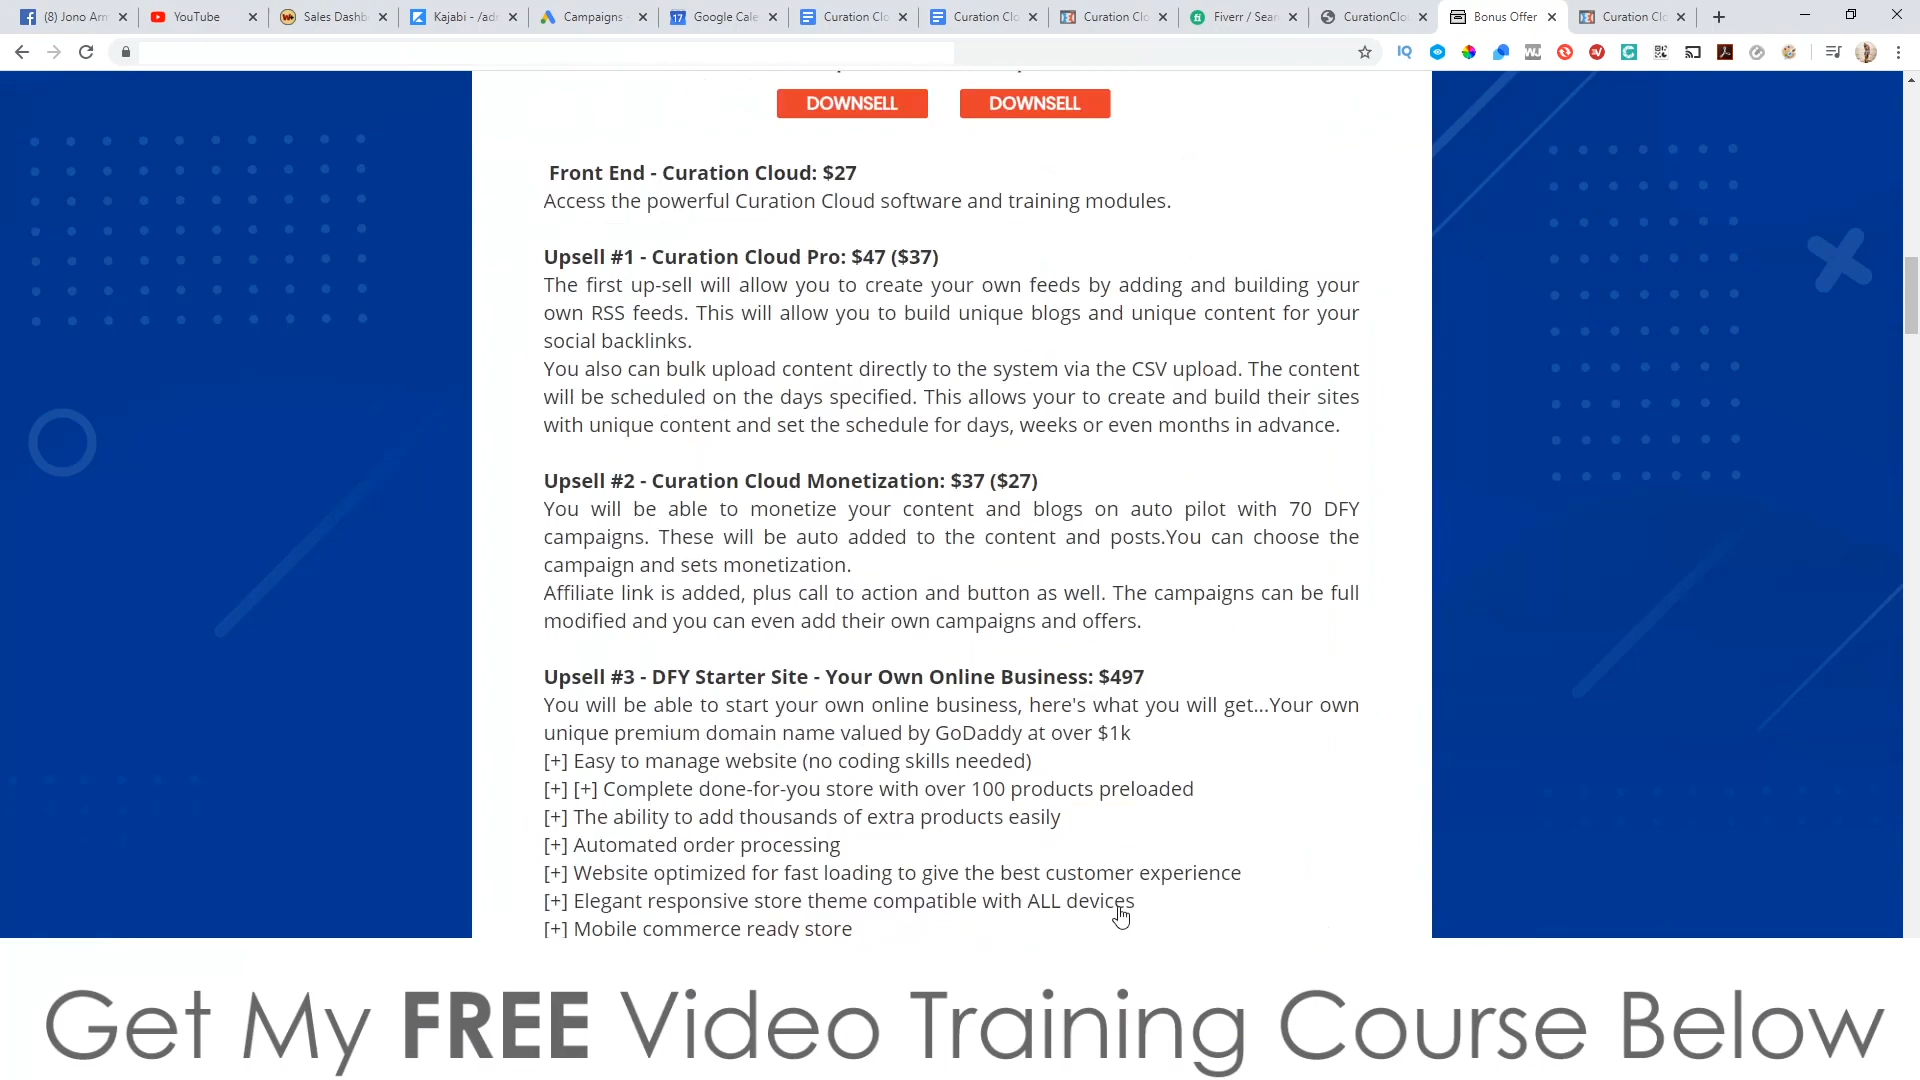 (8) Jono Arm
YouTube
Sales Dashb
Kajabi - /adr
Campaigns -
Google Cale
Curation Clo
Curation Clo
Curation Clo
Fiverr / Sear
CurationClou
Bonus Offer
Curation Clo
DOWNSELL DOWNSELL
Front End - Curation Cloud: $27
Access the powerful Curation Cloud software and training modules.
Upsell #1 - Curation Cloud Pro: $47 ($37)
The first up-sell will allow you to create your own feeds by adding and building your
own RSS feeds. This will allow you to build unique blogs and unique content for your
social backlinks.
You also can bulk upload content directly to the system via the CSV upload. The content
will be scheduled on the days specified. This allows your to create and build their sites
with unique content and set the schedule for days, weeks or even months in advance.
Upsell #2 - Curation Cloud Monetization: $37 ($27)
You will be able to monetize your content and blogs on auto pilot with 70 DFY
campaigns. These will be auto added to the content and posts.You can choose the
campaign and sets monetization.
Affiliate link is added, plus call to action and button as well. The campaigns can be full
modified and you can even add their own campaigns and offers.
Upsell #3 - DFY Starter Site - Your Own Online Business: $497
You will be able to start your own online business, here's what you will get...Your own
unique premium domain name valued by GoDaddy at over $1k
[+] Easy to manage website (no coding skills needed)
[+] [+] Complete done-for-you store with over 100 products preloaded
[+] The ability to add thousands of extra products easily
[+] Automated order processing
[+] Website optimized for fast loading to give the best customer experience
[+] Elegant responsive store theme compatible with ALL devices
[+] Mobile commerce ready store
Get My FREE Video Training Course Below